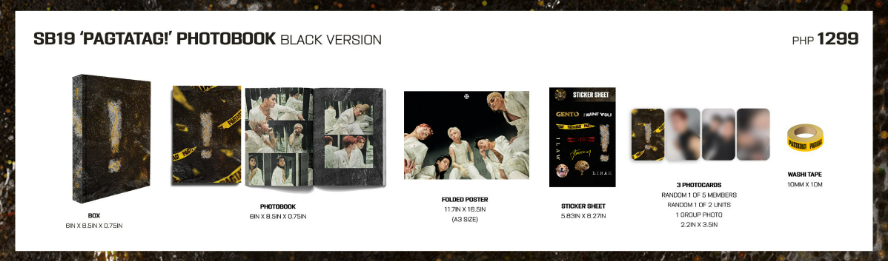 SB19 ‘PAGTATAG!’ PHOTOBOOK BLACK VERSION
PHP 1299
STICKER SHEET
GENTO
I WANT YOU
BOX
6IN X 8.5IN X 0.75IN
PHOTOBOOK
6IN X 8.5IN X 0.75IN
FOLDED POSTER
11.7IN X 16.5IN
(A3 SIZE)
STICKER SHEET
5.83IN X 8.27IN
3 PHOTOCARDS
RANDOM 1 OF 5 MEMBERS
RANDOM 1 OF 2 UNITS
1 GROUP PHOTO
2.2IN X 3.5IN
WASHI TAPE
10MM X 10M